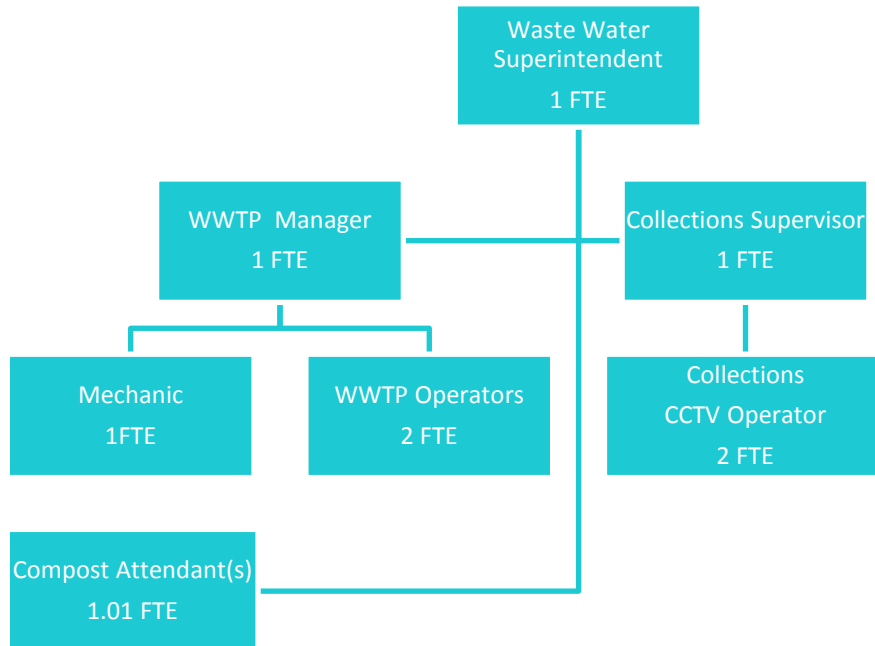 Waste Water
Superintendent
1 FTE
WWTP  Manager
1 FTE
Collections Supervisor
1 FTE
Mechanic
1FTE
WWTP Operators
2 FTE
Collections
CCTV Operator
2 FTE
Compost Attendant(s)
1.01 FTE